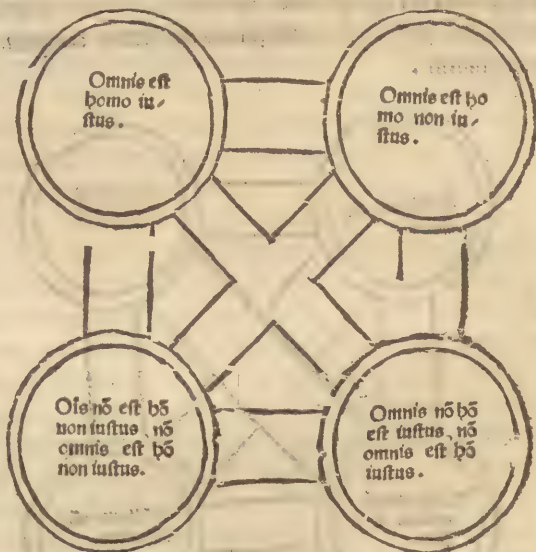 Omnis est
homo iu⸗
stus.
Omnis est ho
mo non iu⸗
stus.
Oīs nō est hō
non iustus nō
omnis est hō
non iustus.
Omnis nō hō
est iustus, nō
omnis est hō
iustus.